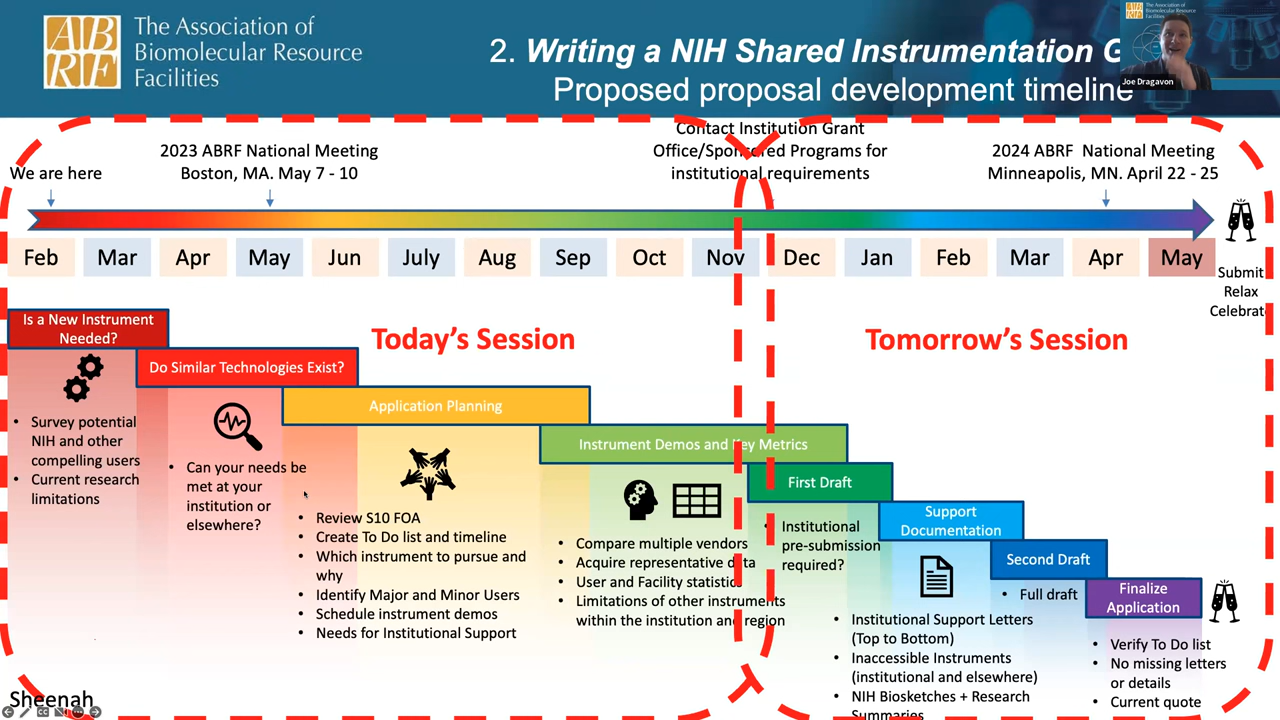 ABRF
The Association of
Biomolecular Resource
Facilities
2. Writing a NIH Shared Instrumentation G
Proposed proposal development timeline
Joe Dragavon
We are here
2023 ABRF National Meeting
Boston, MA. May 7 - 10
Contact Institution Grant
Office/Sponsored Programs for
institutional requirements
2024 ABRF National Meeting
Minneapolis, MN. April 22 - 25
Feb Mar Apr May Jun July Aug Sep Oct Nov Dec Jan Feb Mar Apr May
Submit
Relax
Celebrat
Today's Session
Tomorrow's Session
Is a New Instrument
Needed?
• Survey potential
NIH and other
compelling users
• Current research
limitations
Do Similar Technologies Exist?
• Can your needs be
met at your
institution or
elsewhere?
Application Planning
• Review S10 FOA
• Create To Do list and timeline
• Which instrument to pursue and
why
• Identify Major and Minor Users
• Schedule instrument demos
• Needs for Institutional Support
Instrument Demos and Key Metrics
• Compare multiple vendors
• Acquire representative data
• User and Facility statistics
• Limitations of other instruments
within the institution and region
First Draft
• Institutional
pre-submission
required?
Support
Documentation
• Institutional Support Letters
(Top to Bottom)
• Inaccessible Instruments
(institutional and elsewhere)
• NIH Biosketches + Research
Summaries
Second Draft
• Full draft
Finalize
Application
• Verify To Do list
• No missing letters
or details
• Current quote
Sheenah